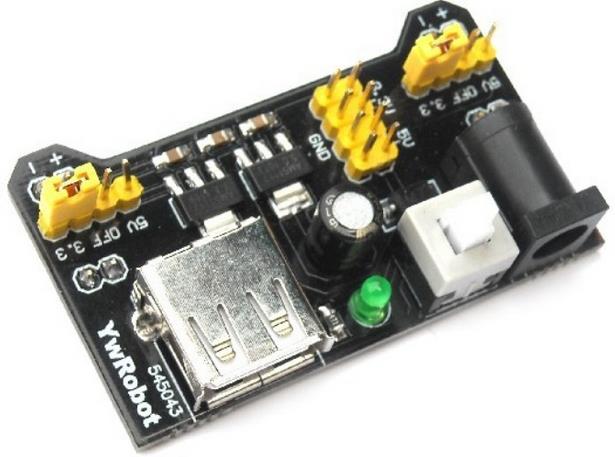 - +
5V OFF 3.3
3.3V
GND
5V
- +
5V OFF 3.3
YwRobot
545043